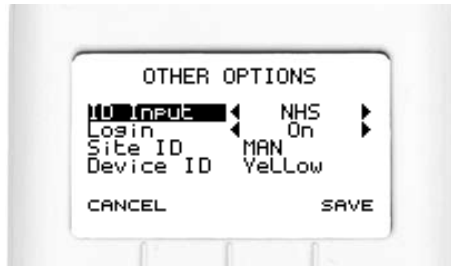 OTHER OPTIONS
ID Input NHS
Login On
Site ID MAN
Device ID YeLLow
CANCEL SAVE